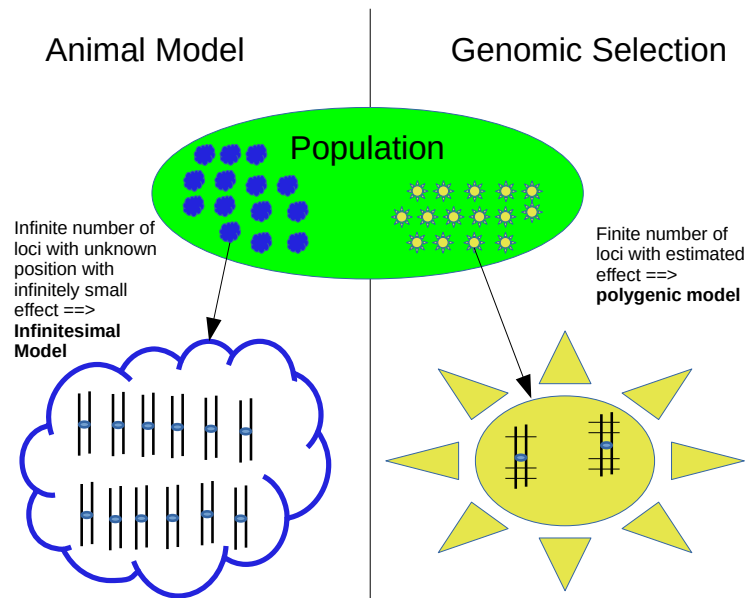 Animal Model
Genomic Selection
Population
Infinite number of
loci with unknown
position with
infinitely small
effect ==>
Infinitesimal
Model
Finite number of
loci with estimated
effect ==>
polygenic model